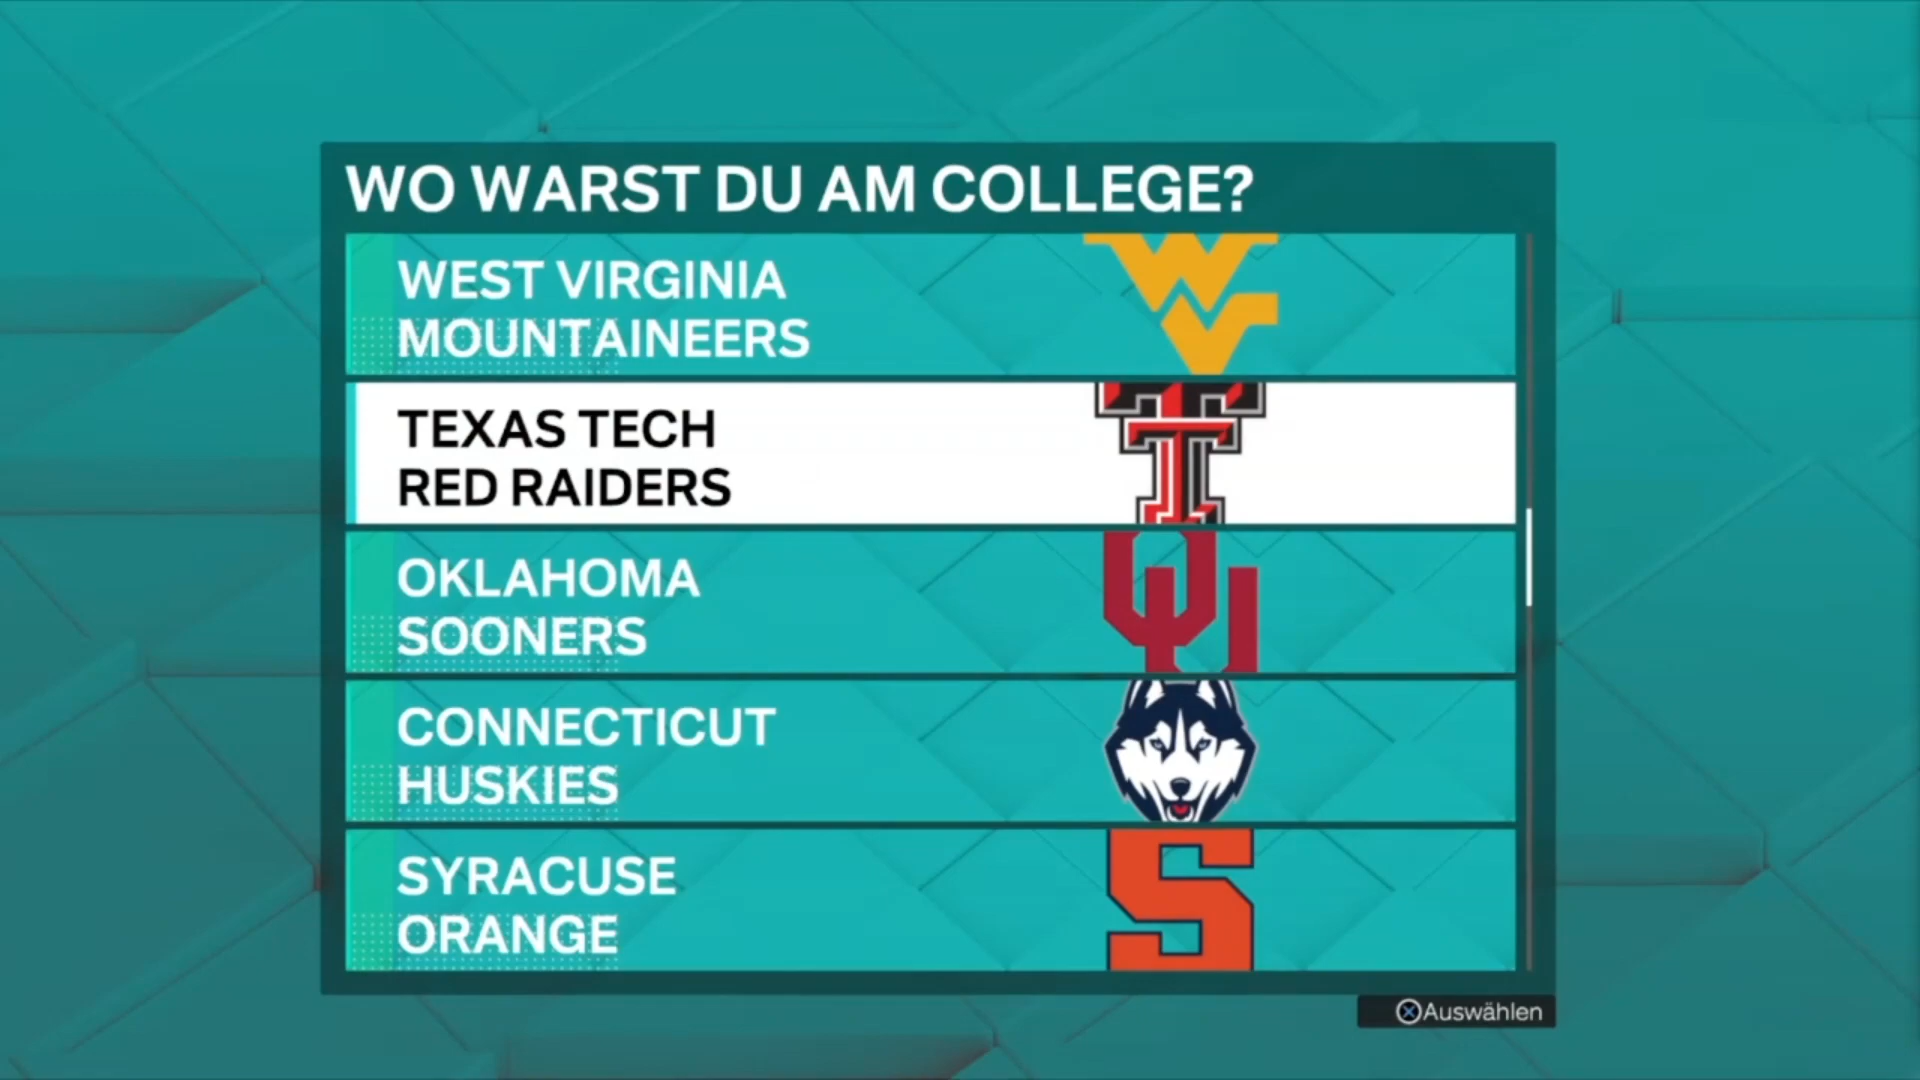 WO WARST DU AM COLLEGE?
WEST VIRGINIA
MOUNTAINEERS
TEXAS TECH
RED RAIDERS
OKLAHOMA
SOONERS
CONNECTICUT
HUSKIES
SYRACUSE
ORANGE
Auswählen